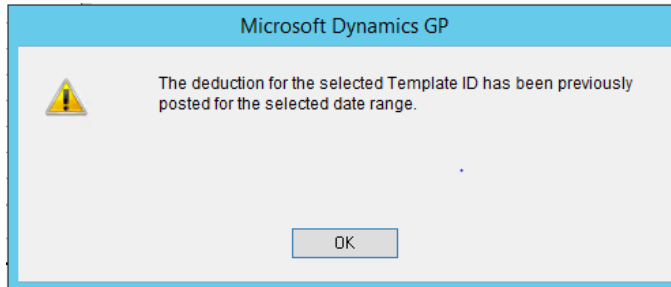 Microsoft Dynamics GP
The deduction for the selected Template ID has been previously
posted for the selected date range.
OK